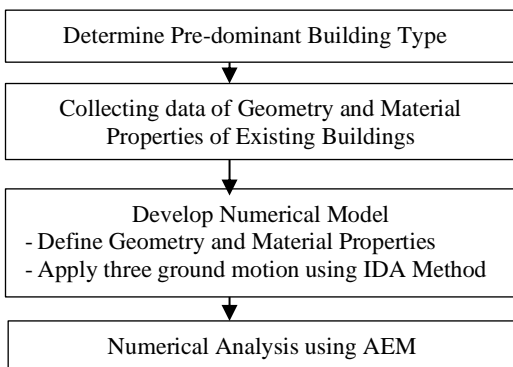 Determine Pre-dominant Building Type
Collecting data of Geometry and Material
Properties of Existing Buildings
Develop Numerical Model
- Define Geometry and Material Properties
- Apply three ground motion using IDA Method
Numerical Analysis using AEM